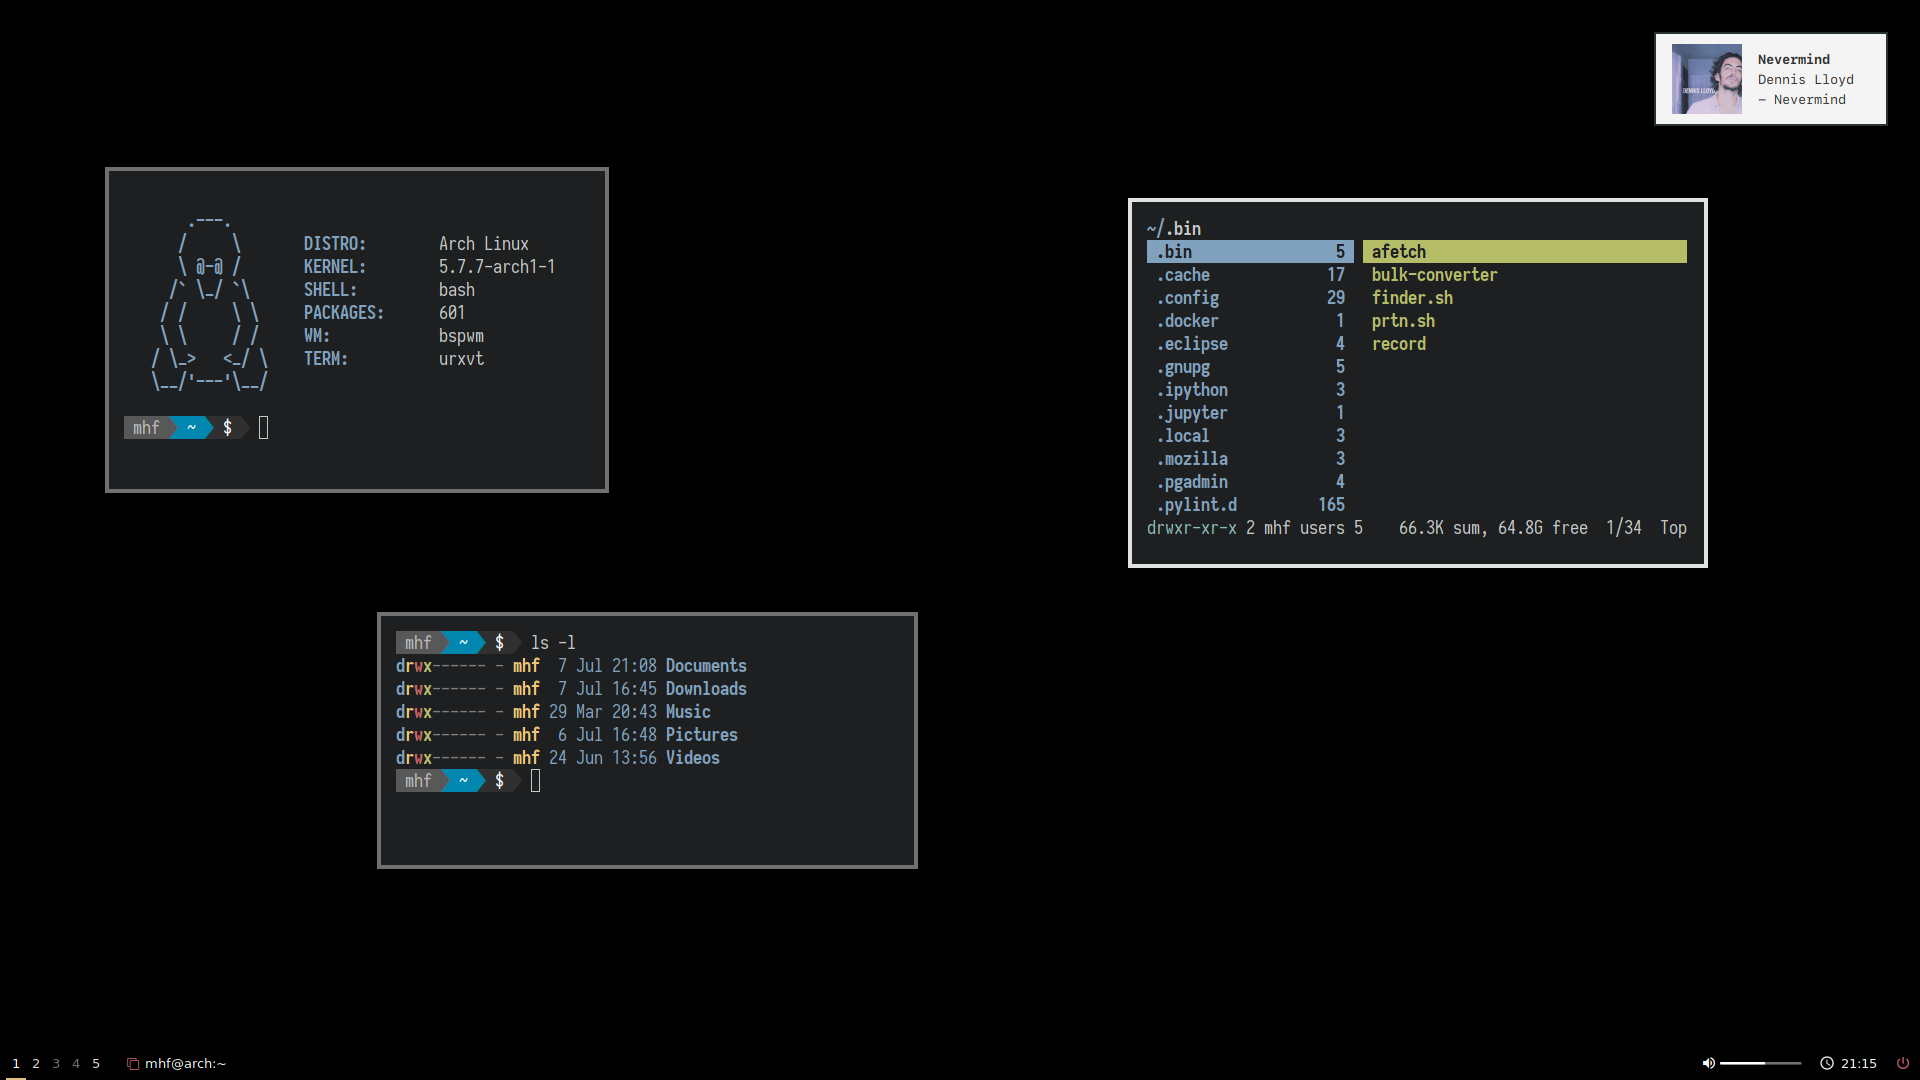 Nevermind
Dennis Lloyd
– Nevermind
DENNIS LLOYD
.---.
/     \
\ @-@ /
/` \_/ `\
/ /     \ \
\ \     / /
/ \_>   <_/ \
\__/'---'\__/
DISTRO: Arch Linux
KERNEL: 5.7.7-arch1-1
SHELL: bash
PACKAGES: 601
WM: bspwm
TERM: urxvt
mhf ~ $
~/.bin
.bin 5 afetch
.cache 17 bulk-converter
.config 29 finder.sh
.docker 1 prtn.sh
.eclipse 4 record
.gnupg 5
.ipython 3
.jupyter 1
.local 3
.mozilla 3
.pgadmin 4
.pylint.d 165
drwxr-xr-x 2 mhf users 5 66.3K sum, 64.8G free 1/34 Top
mhf ~ $ ls -l
drwx------ - mhf 7 Jul 21:08 Documents
drwx------ - mhf 7 Jul 16:45 Downloads
drwx------ - mhf 29 Mar 20:43 Music
drwx------ - mhf 6 Jul 16:48 Pictures
drwx------ - mhf 24 Jun 13:56 Videos
mhf ~ $
1 2 3 4 5 mhf@arch:~ 21:15